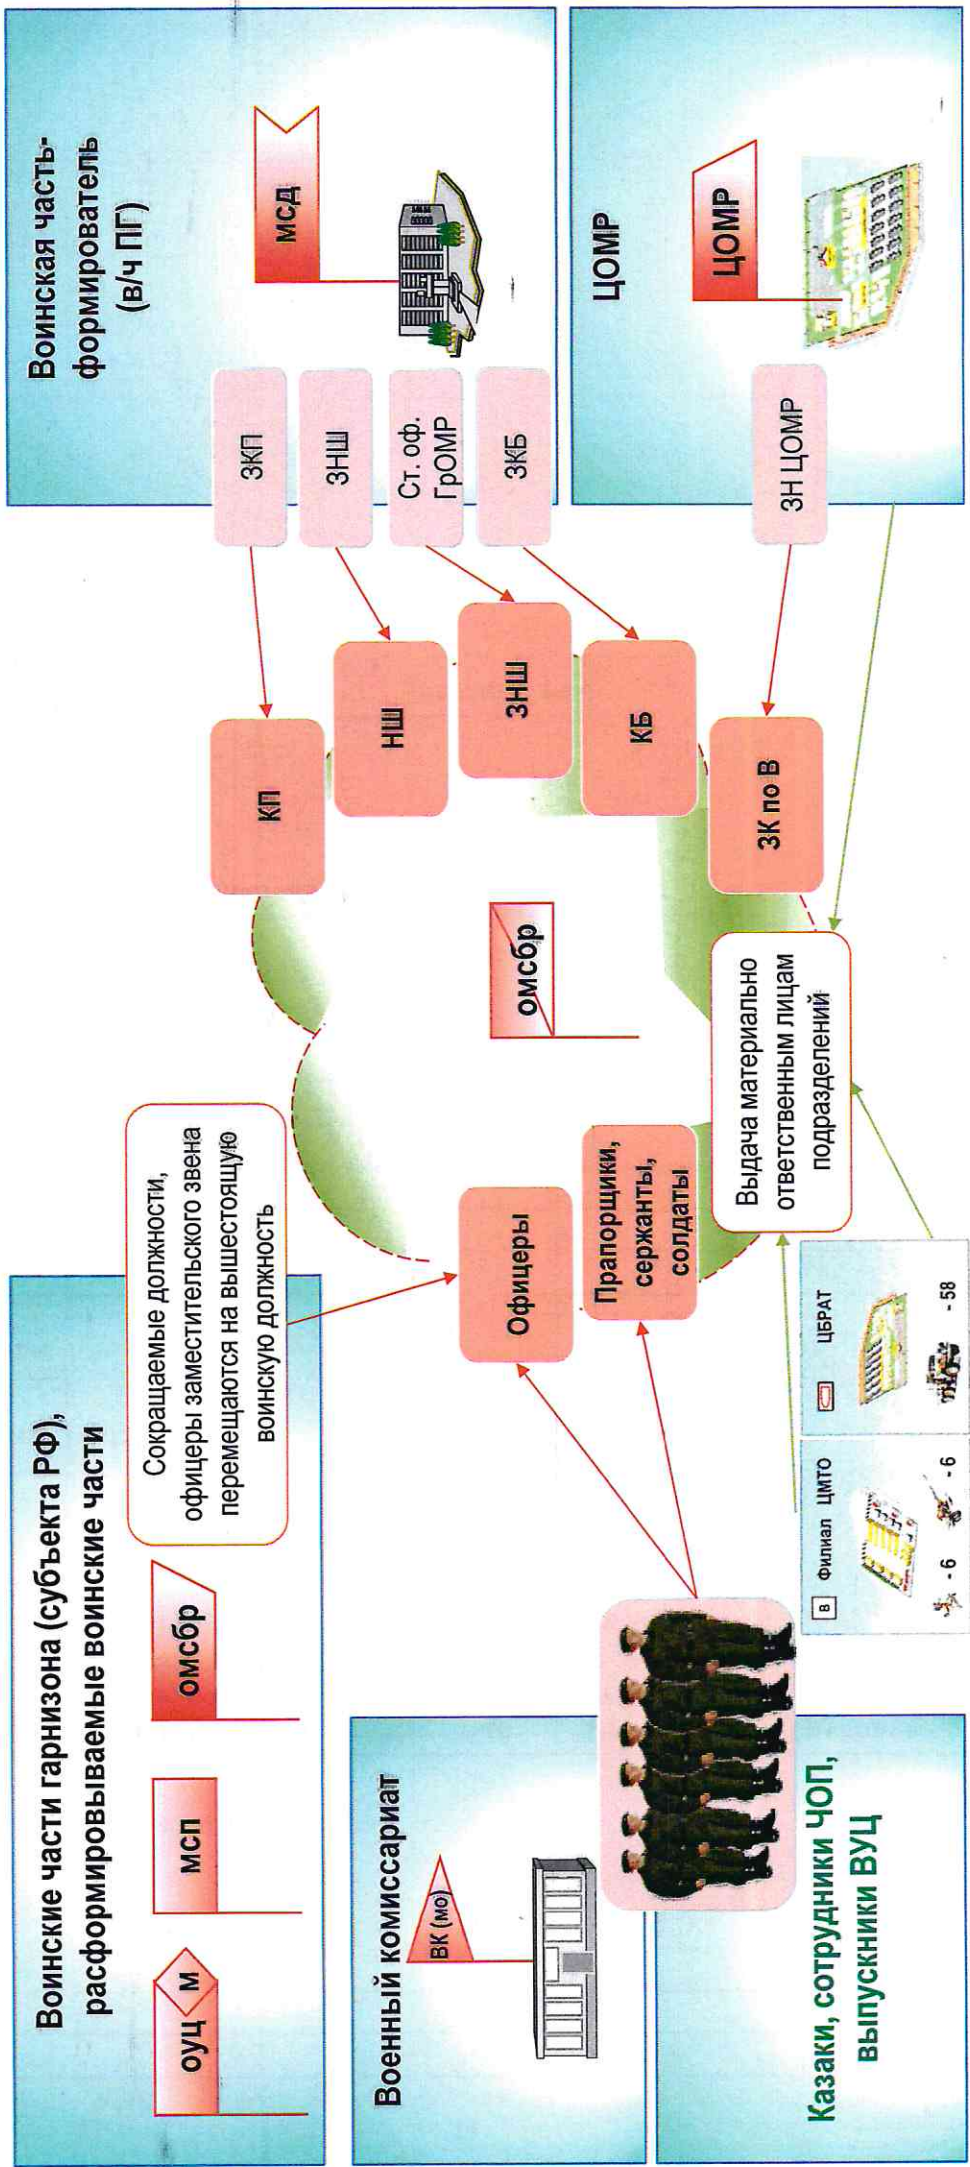 Воинские части гарнизона (субъекта РФ),
расформировываемые воинские части
оуц
м
мсп
омсбр
Сокращаемые должности,
офицеры заместительского звена
перемещаются на вышестоящую
воинскую должность
Воинская часть-
формирователь
(в/ч ПГ)
мсд
ЗКП
ЗНШ
Ст. оф.
ГрОМР
ЗКБ
КП
НШ
ЗНШ
КБ
ЗК по В
омсбр
Офицеры
Прапорщики,
сержанты,
солдаты
Военный комиссариат
ВК (мо)
Казаки, сотрудники ЧОП,
выпускники ВУЦ
В Филиал ЦМТО
- 6 - 6
ЦБРАТ
- 58
Выдача материально
ответственным лицам
подразделений
ЦОМР
ЦОМР
ЗН ЦОМР